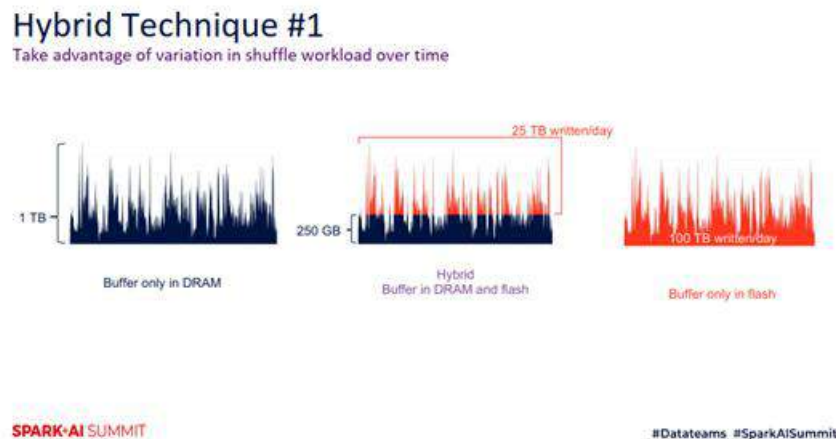 Hybrid Technique #1
Take advantage of variation in shuffle workload over time
25 TB written/day
1 TB
250 GB
100 TB written/day
Buffer only in DRAM
Hybrid
Buffer in DRAM and flash
Buffer only in flash
SPARK+AI SUMMIT
#Datateams #SparkAISummit